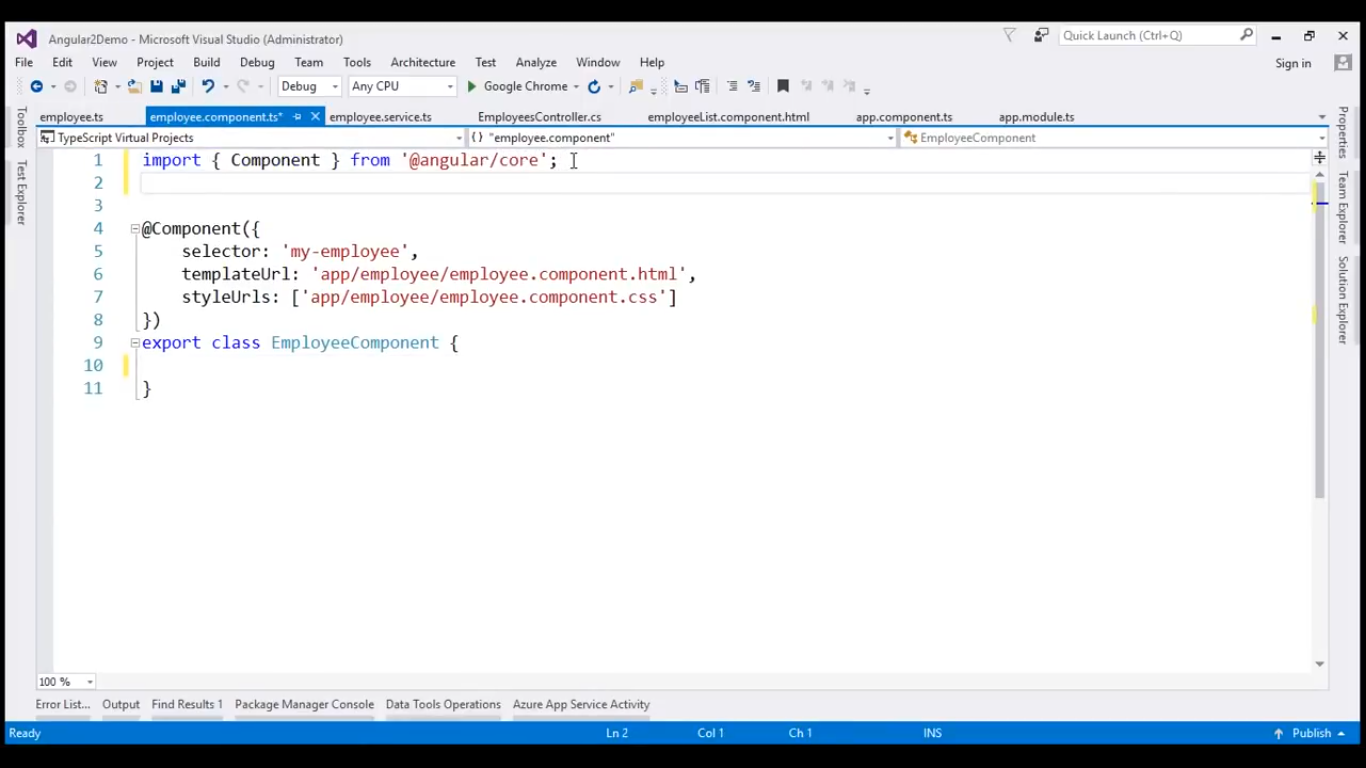 Angular2Demo - Microsoft Visual Studio (Administrator)
Quick Launch (Ctrl+Q)
File Edit View Project Build Debug Team Tools Architecture Test Analyze Window Help
Sign in
Debug Any CPU Google Chrome
employee.ts employee.component.ts* employee.service.ts EmployeesController.cs employeeList.component.html app.component.ts app.module.ts
TypeScript Virtual Projects {} "employee.component" EmployeeComponent
Toolbox
Test Explorer
1 import { Component } from '@angular/core';
2
3
4 @Component({
5 selector: 'my-employee',
6 templateUrl: 'app/employee/employee.component.html',
7 styleUrls: ['app/employee/employee.component.css']
8 })
9 export class EmployeeComponent {
10
11 }
Properties
Team Explorer
Solution Explorer
100 %
Error List... Output Find Results 1 Package Manager Console Data Tools Operations Azure App Service Activity
Ready Ln 2 Col 1 Ch 1 INS Publish